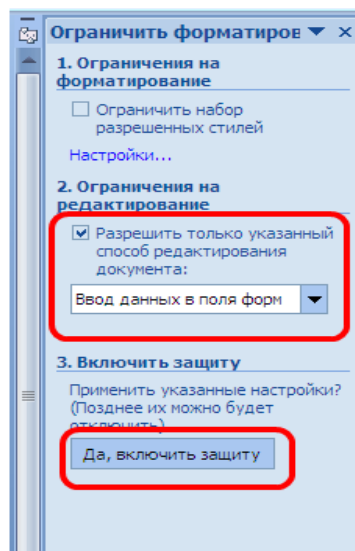 Ограничить форматиров
1. Ограничения на
форматирование
Ограничить набор
разрешенных стилей
Настройки...
2. Ограничения на
редактирование
Разрешить только указанный
способ редактирования
документа:
Ввод данных в поля форм
3. Включить защиту
Применить указанные настройки?
(Позднее их можно будет
отключить)
Да, включить защиту